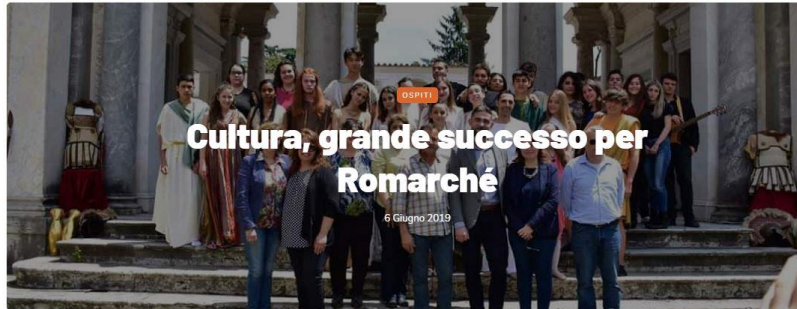 OSPITI
Cultura, grande successo per
Romarché
6 Giugno 2019